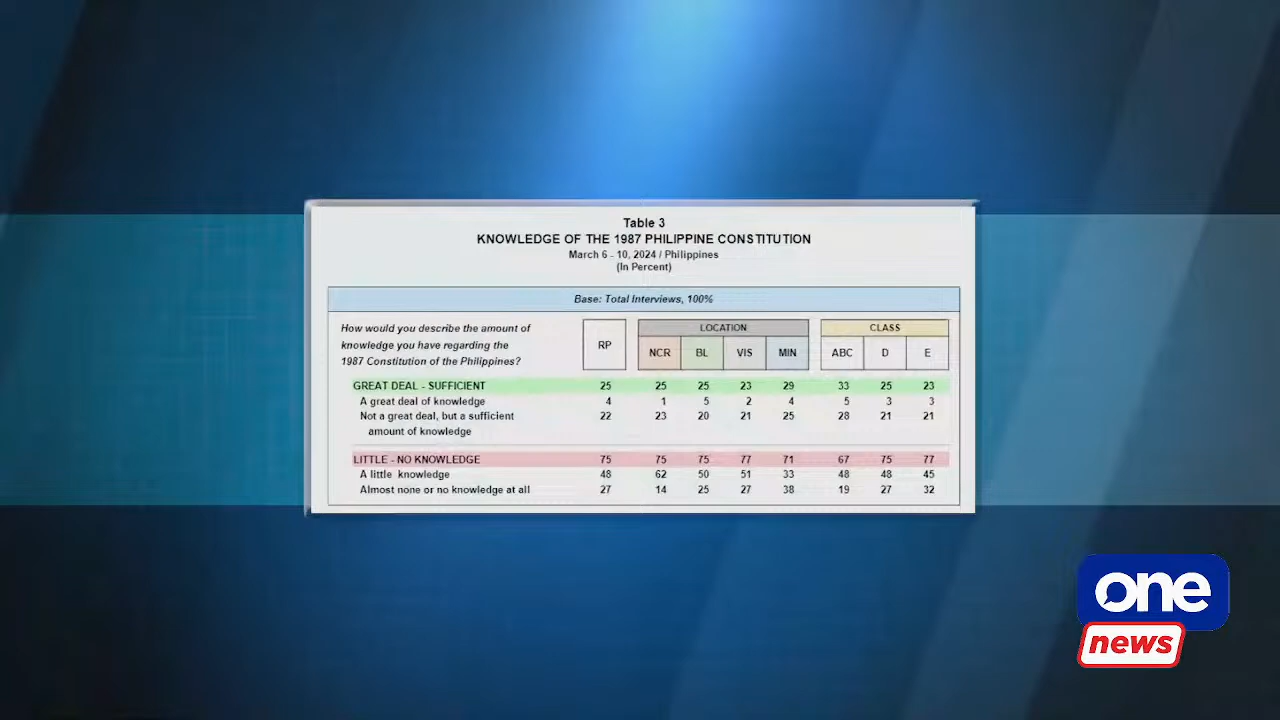 Table 3
KNOWLEDGE OF THE 1987 PHILIPPINE CONSTITUTION
March 6 - 10, 2024 / Philippines
(In Percent)
Base: Total Interviews, 100%
How would you describe the amount of
knowledge you have regarding the
1987 Constitution of the Philippines?
RP
LOCATION
CLASS
NCR BL VIS MIN ABC D E
GREAT DEAL - SUFFICIENT 25 25 25 23 29 33 25 23
A great deal of knowledge 4 1 5 2 4 5 3 3
Not a great deal, but a sufficient 22 23 20 21 25 28 21 21
amount of knowledge
LITTLE - NO KNOWLEDGE 75 75 75 77 71 67 75 77
A little knowledge 48 62 50 51 33 48 48 45
Almost none or no knowledge at all 27 14 25 27 38 19 27 32
one
news